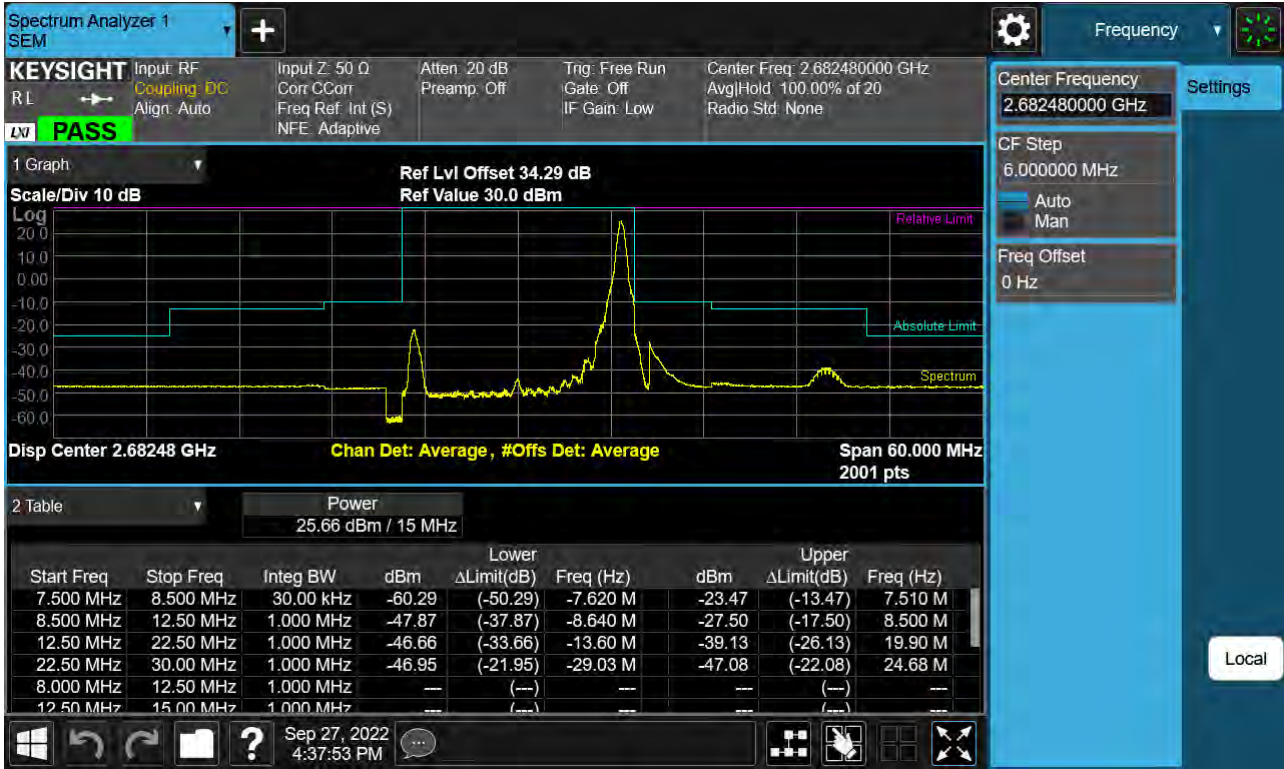 Spectrum Analyzer 1
SEM
Frequency
KEYSIGHT
R L
LXI
PASS
Input: RF
Coupling: DC
Align: Auto
Input Z: 50 Ω
Corr CCorr
Freq Ref: Int (S)
NFE: Adaptive
Atten: 20 dB
Preamp: Off
Trig: Free Run
Gate: Off
IF Gain: Low
Center Freq: 2.682480000 GHz
Avg|Hold: 100.00% of 20
Radio Std: None
Center Frequency
2.682480000 GHz
Settings
CF Step
6.000000 MHz
Auto
Man
Freq Offset
0 Hz
Local
1 Graph
Scale/Div 10 dB
Ref Lvl Offset 34.29 dB
Ref Value 30.0 dBm
Log
20.0
10.0
0.00
-10.0
-20.0
-30.0
-40.0
-50.0
-60.0
Relative Limit
Absolute Limit
Spectrum
Disp Center 2.68248 GHz
Chan Det: Average, #Offs Det: Average
Span 60.000 MHz
2001 pts
2 Table
Power
25.66 dBm / 15 MHz
Lower Upper
Start Freq Stop Freq Integ BW dBm ΔLimit(dB) Freq (Hz) dBm ΔLimit(dB) Freq (Hz)
7.500 MHz 8.500 MHz 30.00 kHz -60.29 (-50.29) -7.620 M -23.47 (-13.47) 7.510 M
8.500 MHz 12.50 MHz 1.000 MHz -47.87 (-37.87) -8.640 M -27.50 (-17.50) 8.500 M
12.50 MHz 22.50 MHz 1.000 MHz -46.66 (-33.66) -13.60 M -39.13 (-26.13) 19.90 M
22.50 MHz 30.00 MHz 1.000 MHz -46.95 (-21.95) -29.03 M -47.08 (-22.08) 24.68 M
8.000 MHz 12.50 MHz 1.000 MHz --- (---) --- --- (---) ---
12.50 MHz 15.00 MHz 1.000 MHz --- (---) --- --- (---) ---
Sep 27, 2022
4:37:53 PM